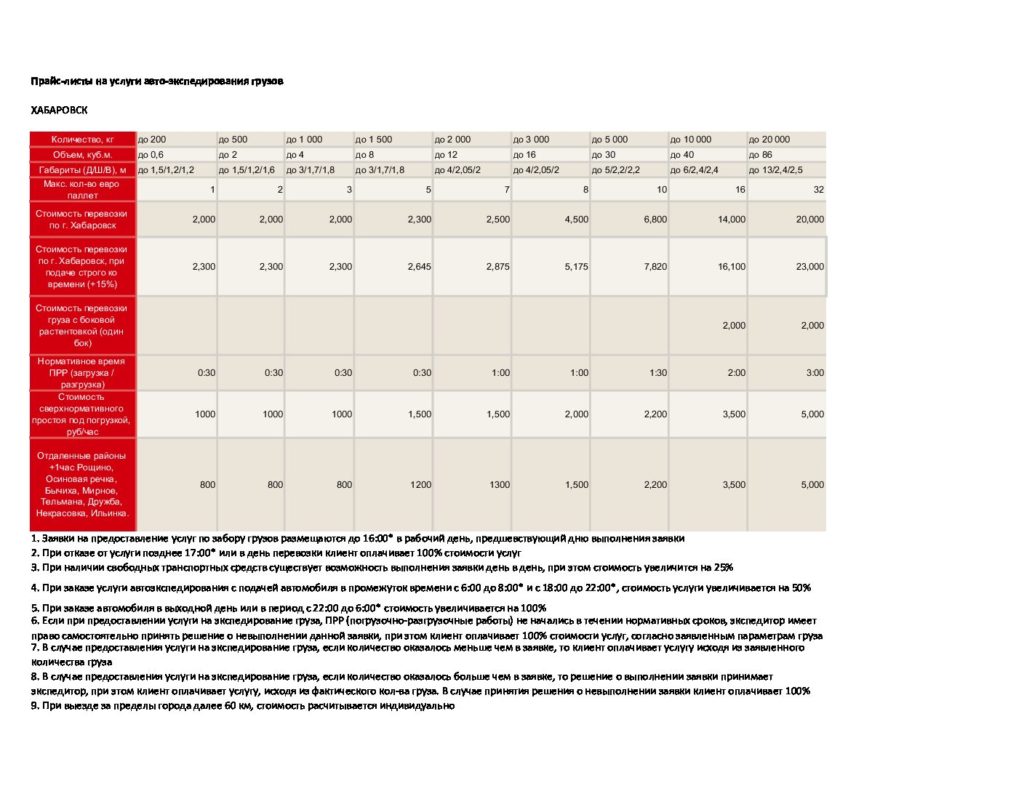 Прайс-листы на услуги авто-экспедирования грузов
ХАБАРОВСК
Количество, кг до 200 до 500 до 1 000 до 1 500 до 2 000 до 3 000 до 5 000 до 10 000 до 20 000
Объем, куб.м. до 0,6 до 2 до 4 до 8 до 12 до 16 до 30 до 40 до 86
Габариты (Д/Ш/В), м до 1,5/1,2/1,2 до 1,5/1,2/1,6 до 3/1,7/1,8 до 3/1,7/1,8 до 4/2,05/2 до 4/2,05/2 до 5/2,2/2,2 до 6/2,4/2,4 до 13/2,4/2,5
Макс. кол-во евро
паллет 1 2 3 5 7 8 10 16 32
Стоимость перевозки
по г. Хабаровск 2,000 2,000 2,000 2,300 2,500 4,500 6,800 14,000 20,000
Стоимость перевозки
по г. Хабаровск, при
подаче строго ко
времени (+15%) 2,300 2,300 2,300 2,645 2,875 5,175 7,820 16,100 23,000
Стоимость перевозки
груза с боковой
растентовкой (один
бок) 2,000 2,000
Нормативное время
ПРР (загрузка /
разгрузка) 0:30 0:30 0:30 0:30 1:00 1:00 1:30 2:00 3:00
Стоимость
сверхнормативного
простоя под погрузкой,
руб/час 1000 1000 1000 1,500 1,500 2,000 2,200 3,500 5,000
Отдаленные районы
+1час Рощино,
Осиновая речка,
Бычиха, Мирное,
Тельмана, Дружба,
Некрасовка, Ильинка. 800 800 800 1200 1300 1,500 2,200 3,500 5,000
1. Заявки на предоставление услуг по забору грузов размещаются до 16:00* в рабочий день, предшевствующий дню выполнения заявки
2. При отказе от услуги позднее 17:00* или в день перевозки клиент оплачивает 100% стоимости услуг
3. При наличии свободных транспортных средств существует возможность выполнения заявки день в день, при этом стоимость увеличится на 25%
4. При заказе услуги автоэкспедирования с подачей автомобиля в промежуток времени с 6:00 до 8:00* и с 18:00 до 22:00*, стоимость услуги увеличивается на 50%
5. При заказе автомобиля в выходной день или в период с 22:00 до 6:00* стоимость увеличивается на 100%
6. Если при предоставлении услуги на экспедирование груза, ПРР (погрузочно-разгрузочные работы) не начались в течении нормативных сроков, экспедитор имеет
право самостоятельно принять решение о невыполнении данной заявки, при этом клиент оплачивает 100% стоимости услуг, согласно заявленным параметрам груза
7. В случае предоставления услуги на экспедирование груза, если количество оказалось меньше чем в заявке, то клиент оплачивает услугу исходя из заявленного
количества груза
8. В случае предоставления услуги на экспедирование груза, если количество оказалось больше чем в заявке, то решение о выполнении заявки принимает
экспедитор, при этом клиент оплачивает услугу, исходя из фактического кол-ва груза. В случае принятия решения о невыполнении заявки клиент оплачивает 100%
9. При выезде за пределы города далее 60 км, стоимость расчитывается индивидуально